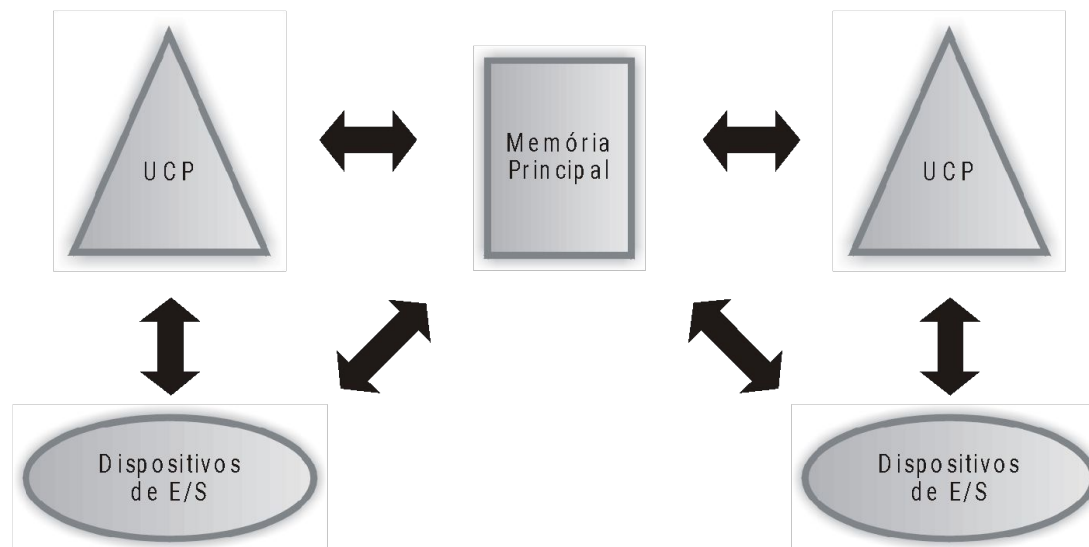 UCP
Memória
Principal
UCP
Dispositivos
de E/S
Dispositivos
de E/S